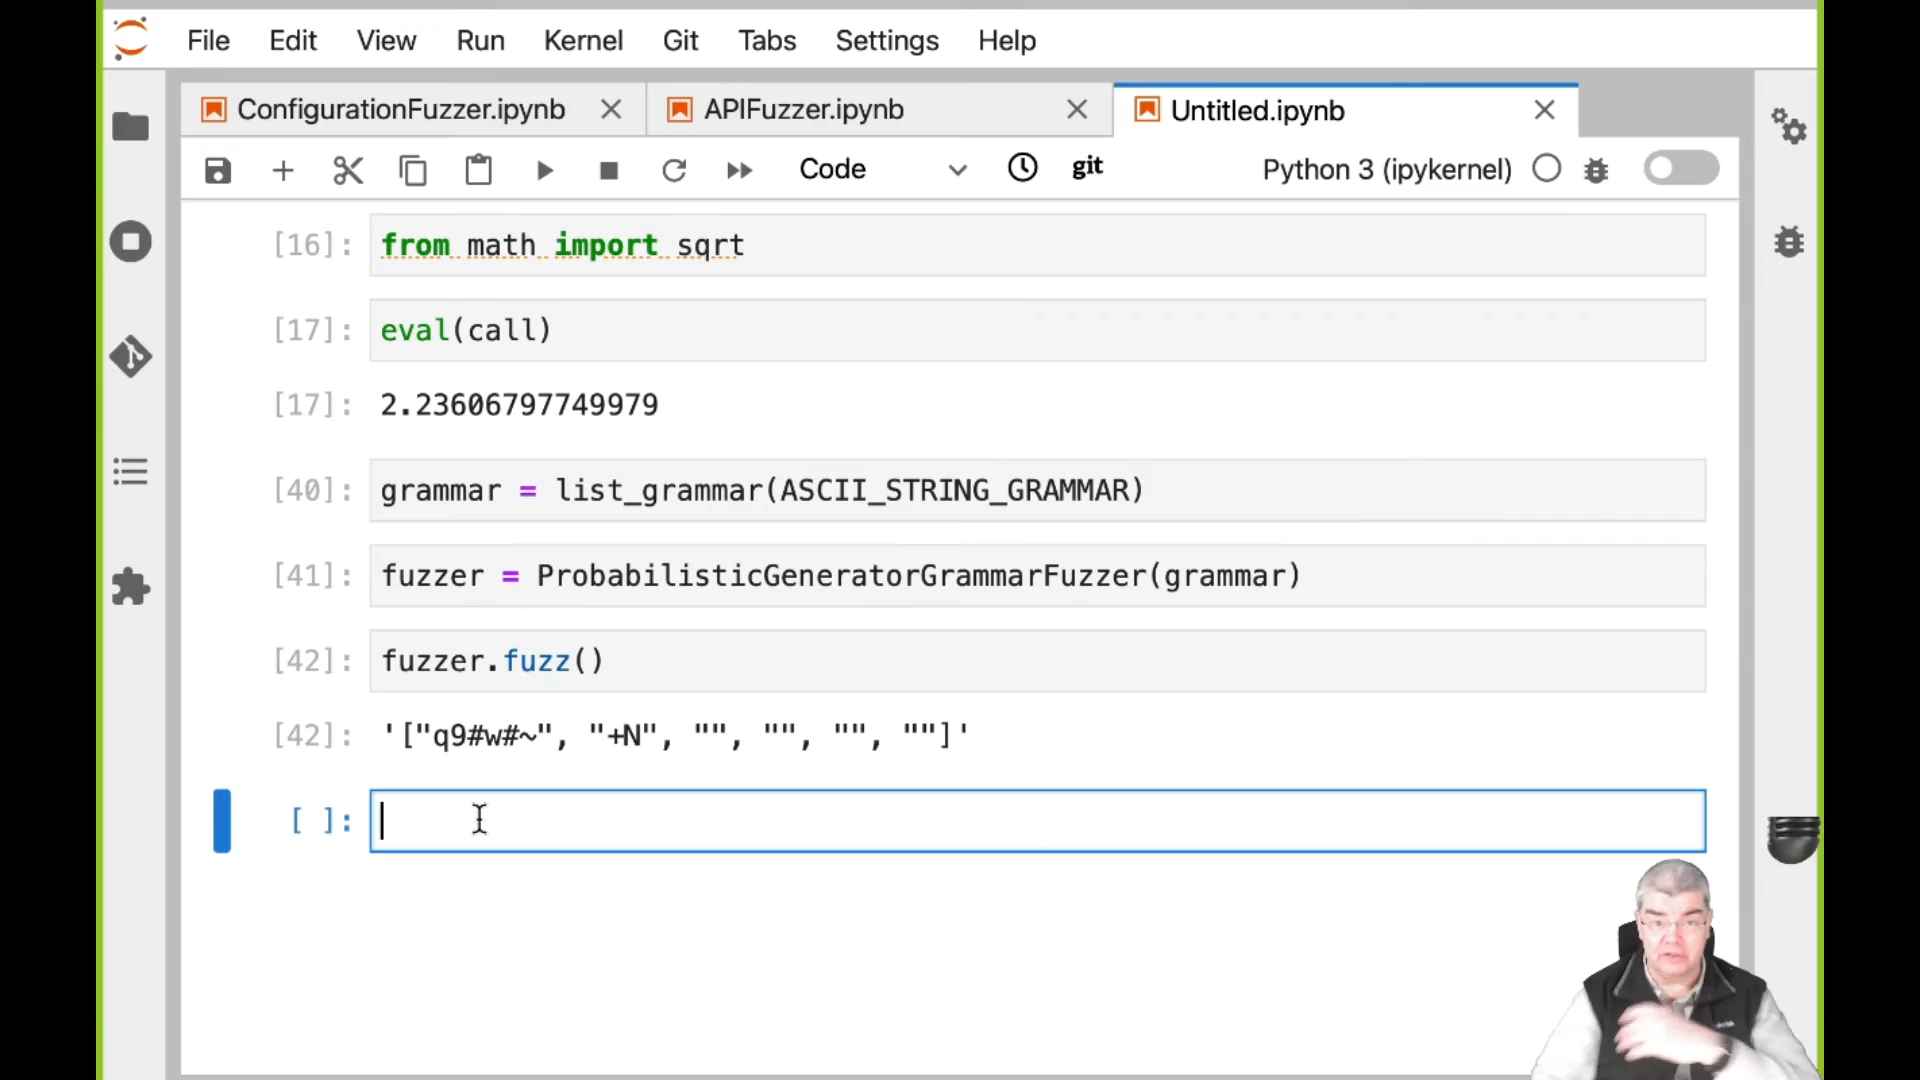 File Edit View Run Kernel Git Tabs Settings Help
ConfigurationFuzzer.ipynb APIFuzzer.ipynb Untitled.ipynb
Code git Python 3 (ipykernel)
[16]: from math import sqrt
[17]: eval(call)
[17]: 2.23606797749979
[40]: grammar = list_grammar(ASCII_STRING_GRAMMAR)
[41]: fuzzer = ProbabilisticGeneratorGrammarFuzzer(grammar)
[42]: fuzzer.fuzz()
[42]: '["q9#w#~", "+N", "", "", "", ""]'
[ ]: